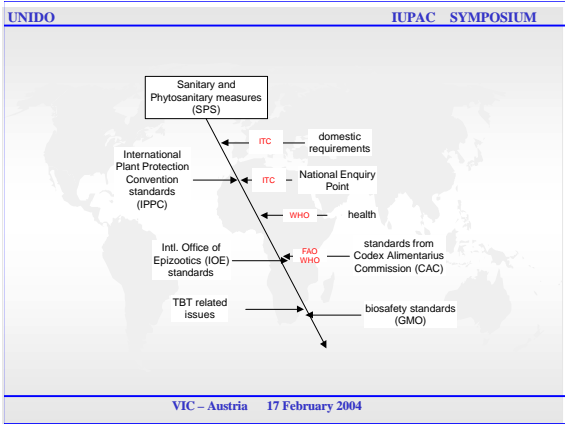 UNIDO
IUPAC SYMPOSIUM
Sanitary and
Phytosanitary measures
(SPS)
ITC
domestic
requirements
International
Plant Protection
Convention
standards
(IPPC)
ITC
National Enquiry
Point
WHO
health
Intl. Office of
Epizootics (IOE)
standards
FAO
WHO
standards from
Codex Alimentarius
Commission (CAC)
TBT related
issues
biosafety standards
(GMO)
VIC – Austria 17 February 2004